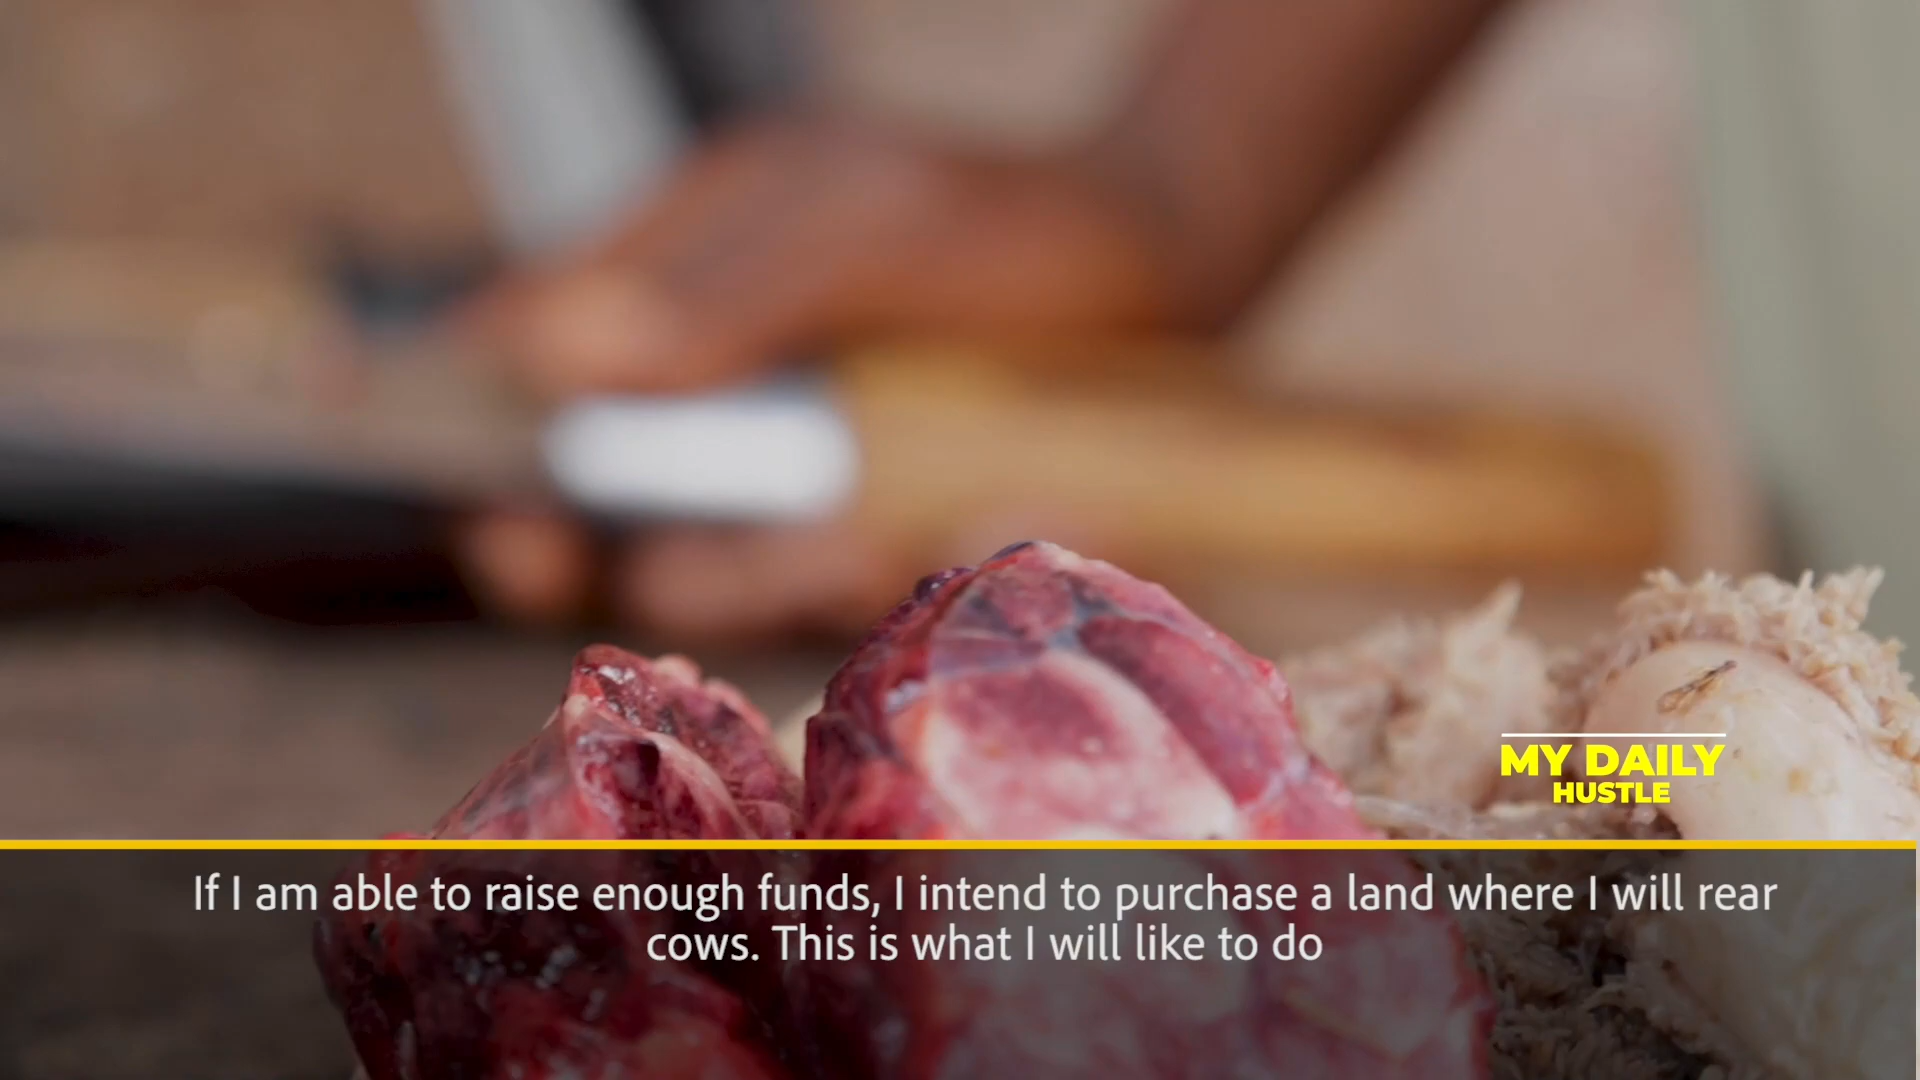 MY DAILY
HUSTLE
If I am able to raise enough funds, I intend to purchase a land where I will rear
cows. This is what I will like to do